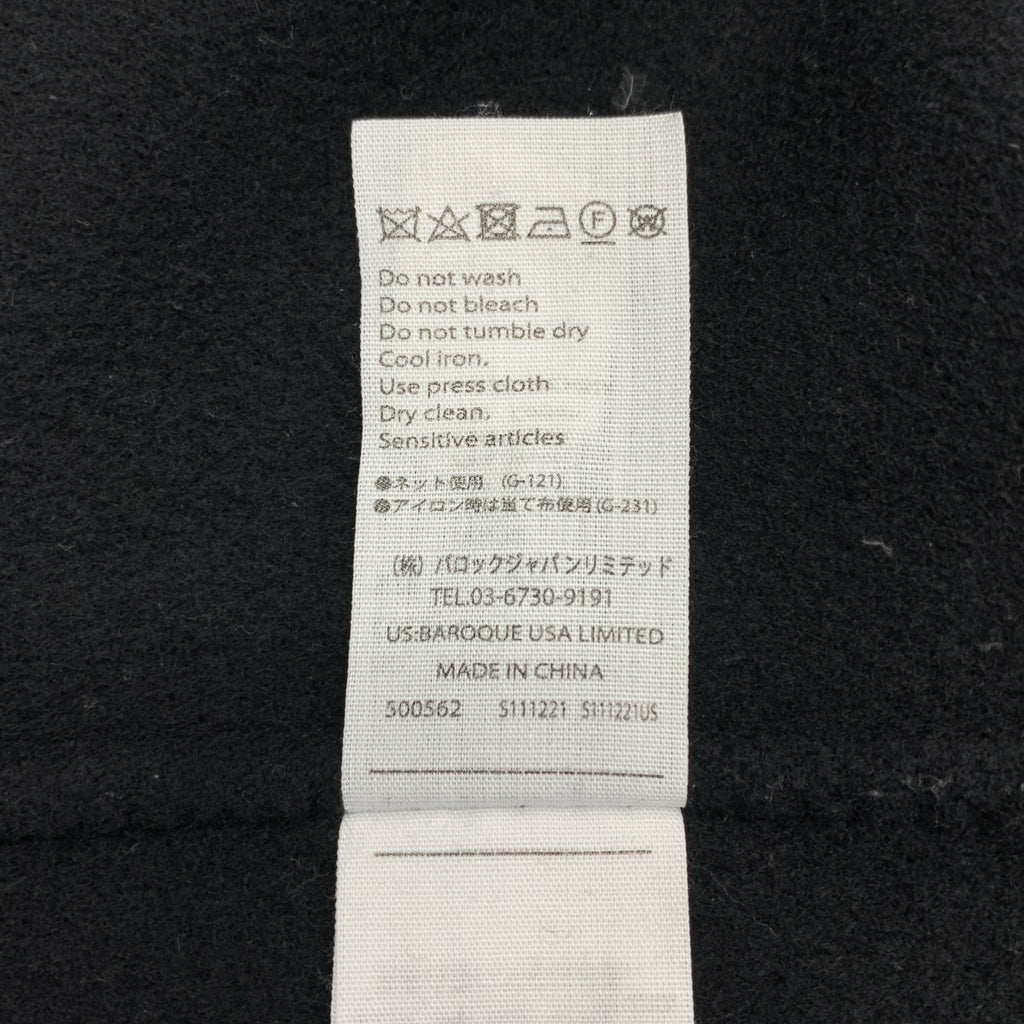 F W
Do not wash
Do not bleach
Do not tumble dry
Cool iron.
Use press cloth
Dry clean.
Sensitive articles
●ネット使用 (G-121)
●アイロン時は当て布使用(G-231)
(株) バロックジャパンリミテッド
TEL.03-6730-9191
US:BAROQUE USA LIMITED
MADE IN CHINA
500562 S111221 S111221US